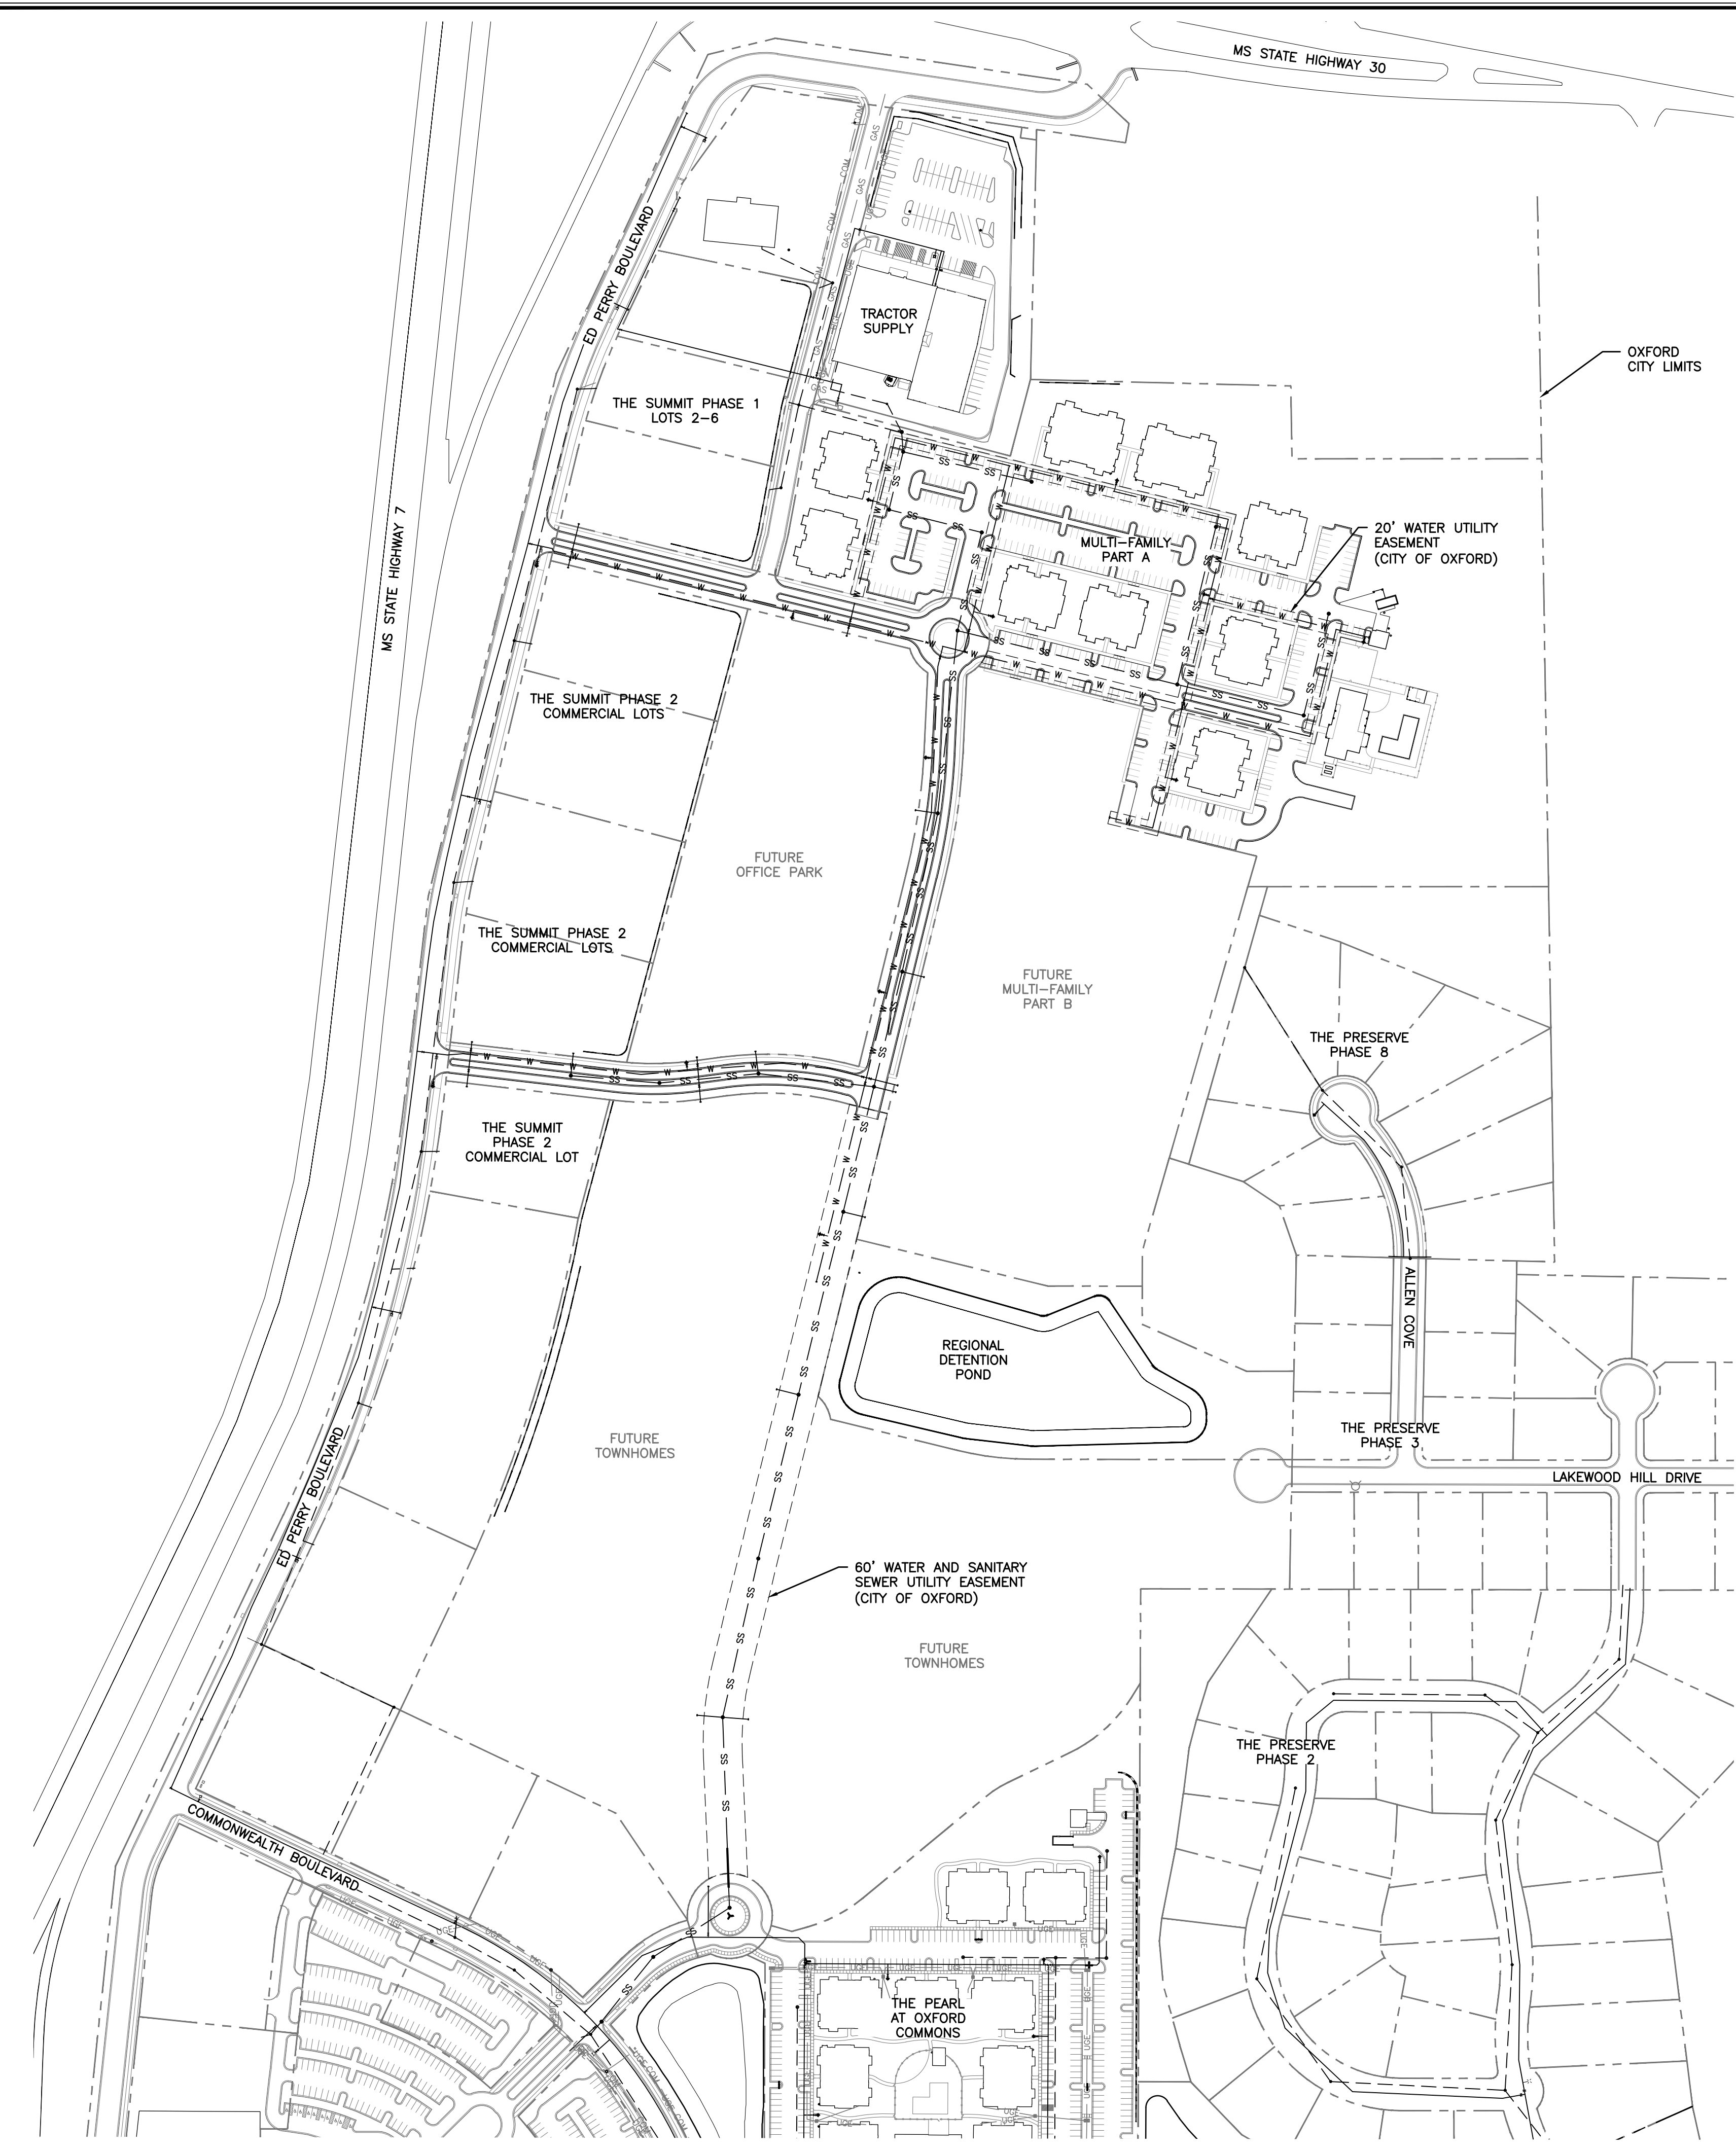 MS STATE HIGHWAY 30
ED PERRY BOULEVARD
TRACTOR
SUPPLY
OXFORD
CITY LIMITS
THE SUMMIT PHASE 1
LOTS 2-6
MS STATE HIGHWAY 7
MULTI-FAMILY
PART A
20' WATER UTILITY
EASEMENT
(CITY OF OXFORD)
THE SUMMIT PHASE 2
COMMERCIAL LOTS
FUTURE
OFFICE PARK
THE SUMMIT PHASE 2
COMMERCIAL LOTS
FUTURE
MULTI-FAMILY
PART B
THE PRESERVE
PHASE 8
THE SUMMIT
PHASE 2
COMMERCIAL LOT
ALLEN COVE
REGIONAL
DETENTION
POND
THE PRESERVE
PHASE 3
FUTURE
TOWNHOMES
LAKEWOOD HILL DRIVE
ED PERRY BOULEVARD
60' WATER AND SANITARY
SEWER UTILITY EASEMENT
(CITY OF OXFORD)
FUTURE
TOWNHOMES
THE PRESERVE
PHASE 2
COMMONWEALTH BOULEVARD
THE PEARL
AT OXFORD
COMMONS
COM
GAS
UGE
W
SS